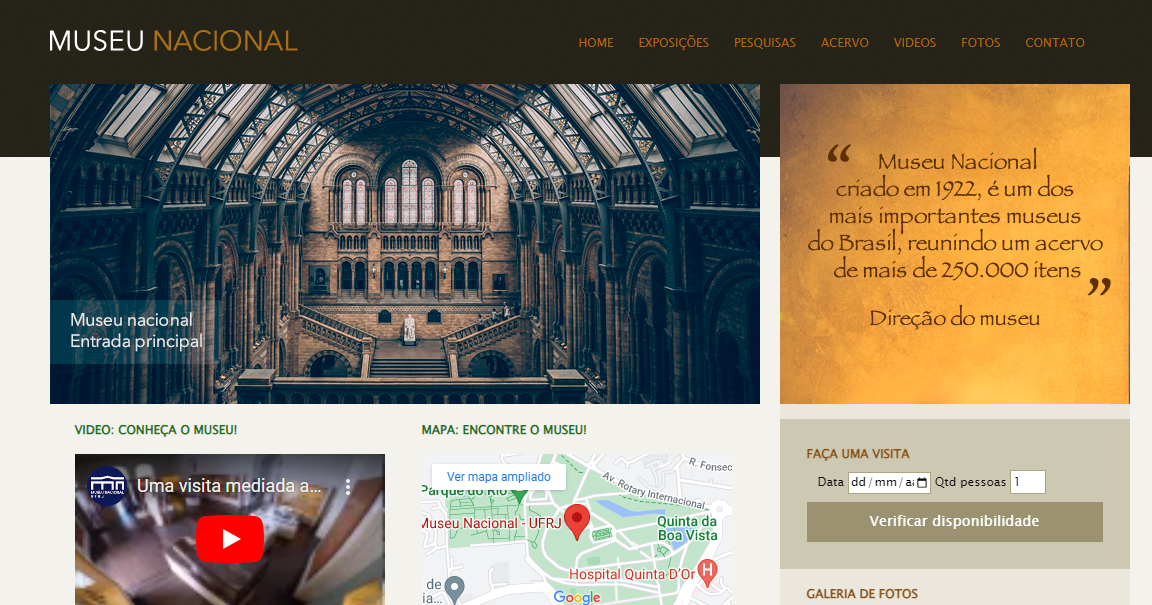 MUSEU NACIONAL
HOME EXPOSIÇÕES PESQUISAS ACERVO VIDEOS FOTOS CONTATO
Museu nacional
Entrada principal
“ Museu Nacional
criado em 1922, é um dos
mais importantes museus
do Brasil, reunindo um acervo
de mais de 250.000 itens ”
Direção do museu
VIDEO: CONHEÇA O MUSEU!
MUSEU NACIONAL
UFRJ
Uma visita mediada a...
MAPA: ENCONTRE O MUSEU!
Ver mapa ampliado
R. Fonsec
Av. Rotary Internacional
Parque do Rio
Museu Nacional - UFRJ
Quinta da
Boa Vista
Hospital Quinta D'Or
H
de
ia...
Google
FAÇA UMA VISITA
Data dd/mm/aa Qtd pessoas 1
Verificar disponibilidade
GALERIA DE FOTOS